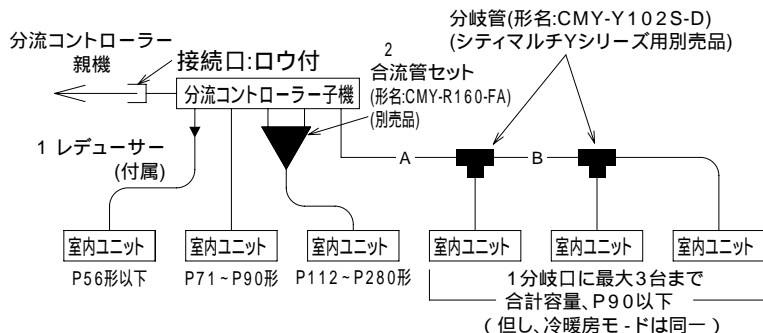 分岐管(形名:CMY-Y102S-D)
(シティマルチYシリーズ用別売品)
分流コントローラー
親機
接続口:ロウ付
2
合流管セット
(形名:CMY-R160-FA)
(別売品)
分流コントローラー子機
1 レデューサー
(付属)
A
B
室内ユニット
室内ユニット
室内ユニット
室内ユニット
室内ユニット
室内ユニット
P56形以下
P71~P90形
P112~P280形
1分岐口に最大3台まで
合計容量、P90以下
(但し、冷暖房モ-ドは同一)